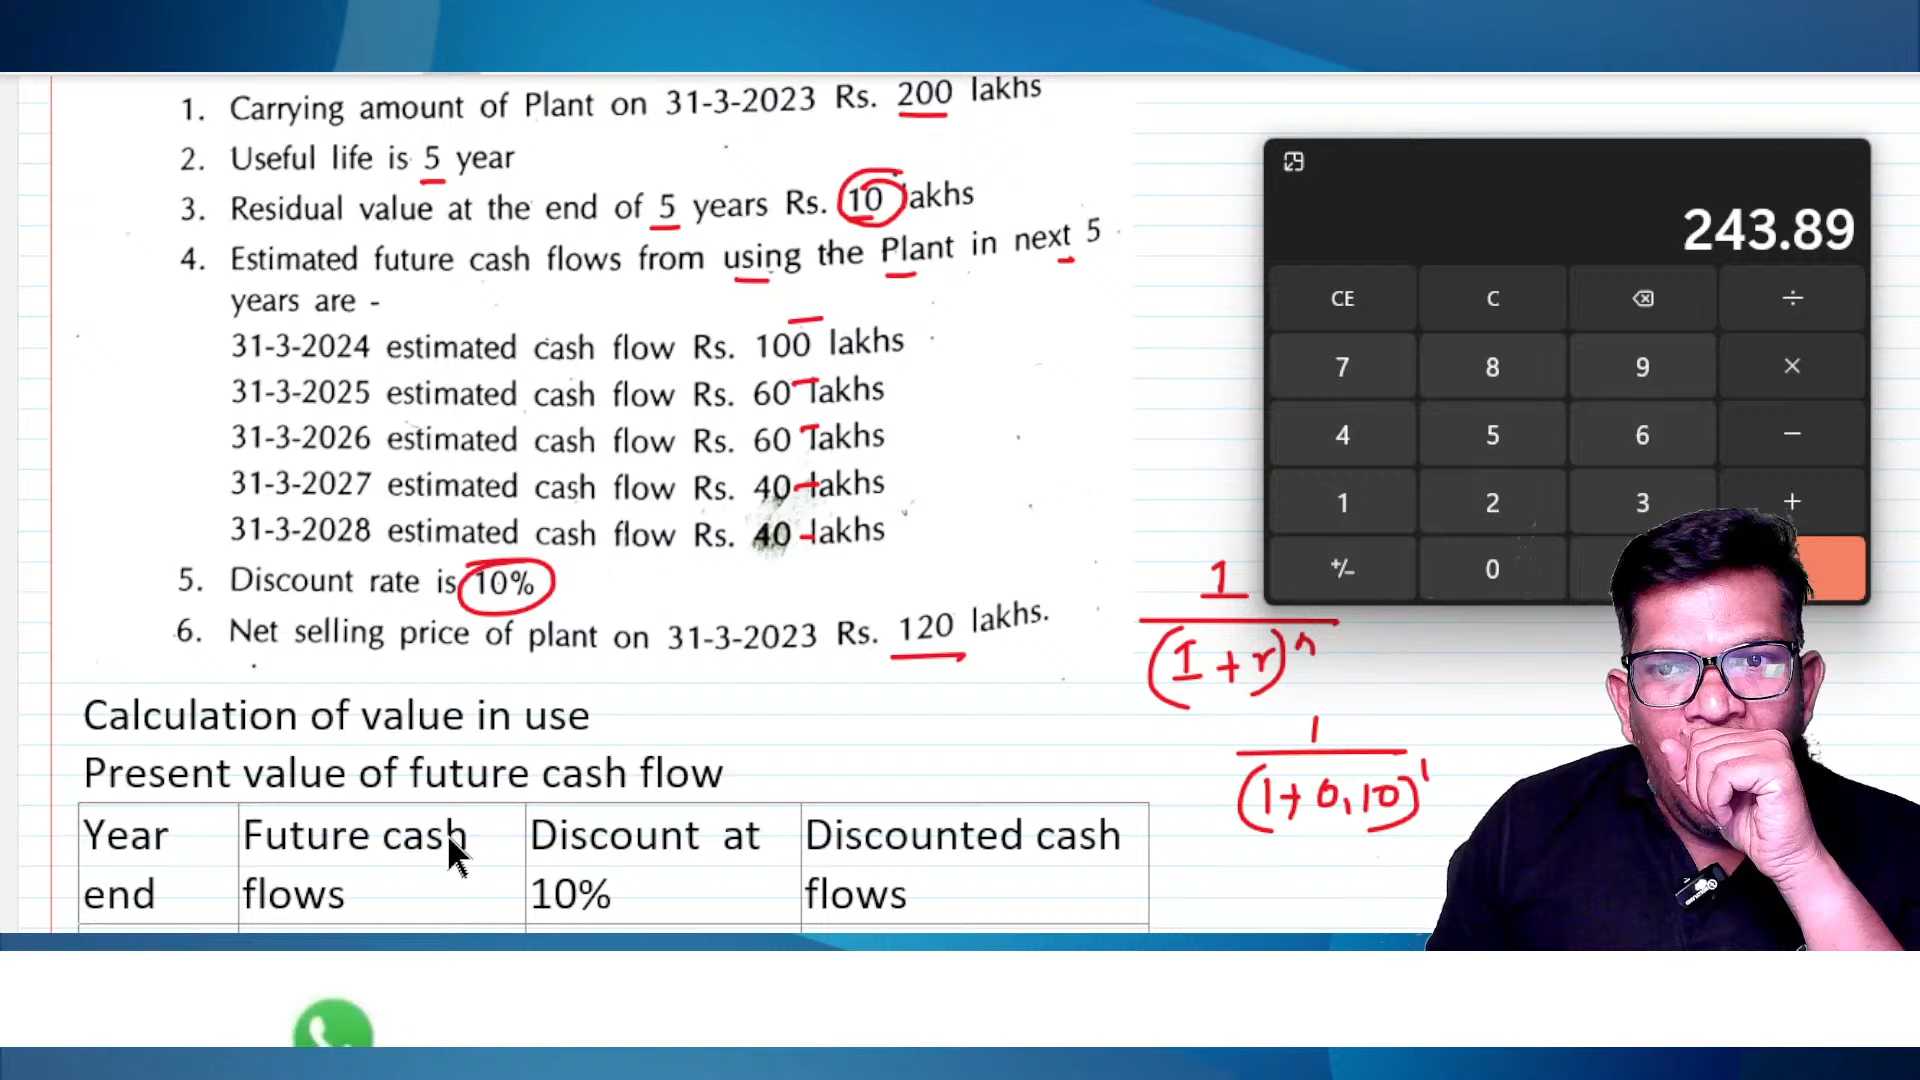 1. Carrying amount of Plant on 31-3-2023 Rs. 200 lakhs
2. Useful life is 5 year
3. Residual value at the end of 5 years Rs. 10 lakhs
4. Estimated future cash flows from using the Plant in next 5
years are -
31-3-2024 estimated cash flow Rs. 100 lakhs
31-3-2025 estimated cash flow Rs. 60 lakhs
31-3-2026 estimated cash flow Rs. 60 lakhs
31-3-2027 estimated cash flow Rs. 40 lakhs
31-3-2028 estimated cash flow Rs. 40 lakhs
5. Discount rate is 10%
6. Net selling price of plant on 31-3-2023 Rs. 120 lakhs.
Calculation of value in use
Present value of future cash flow
Year end | Future cash flows | Discount at 10% | Discounted cash flows
243.89
CE C ÷
7 8 9 ×
4 5 6 −
1 2 3 +
+/- 0
1
(1+r)^n
1
(1+0.10)^1